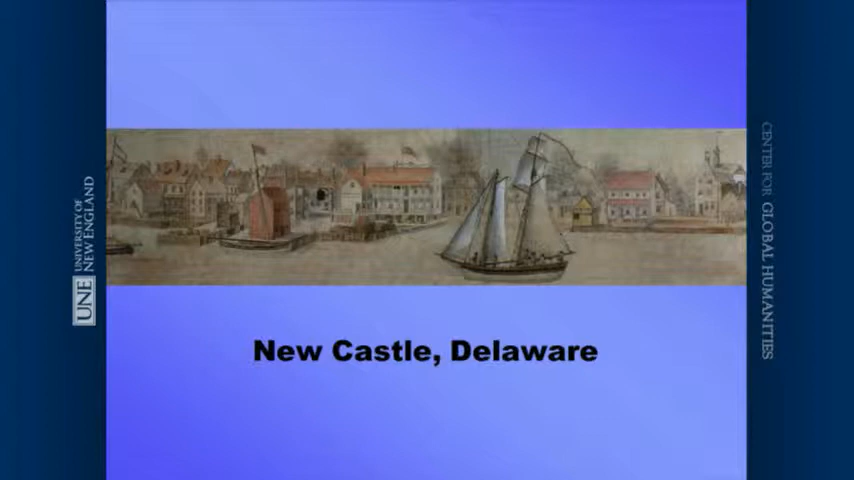 UNE UNIVERSITY OF
NEW ENGLAND
New Castle, Delaware
CENTER FOR GLOBAL HUMANITIES